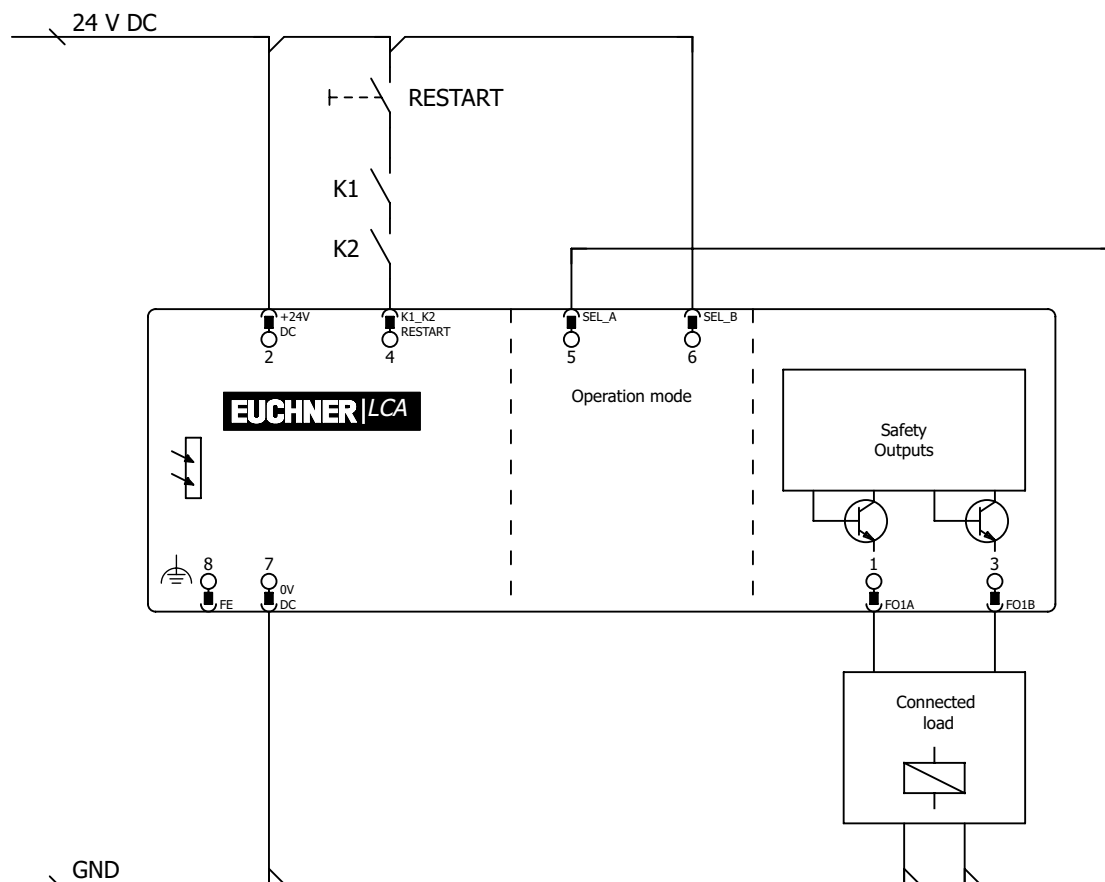 24 V DC
RESTART
K1
K2
+24V
DC
K1_K2
RESTART
SEL_A
SEL_B
2
4
5
6
EUCHNER LCA
Operation mode
Safety
Outputs
8
7
1
3
FE
0V
DC
FO1A
FO1B
Connected
load
GND